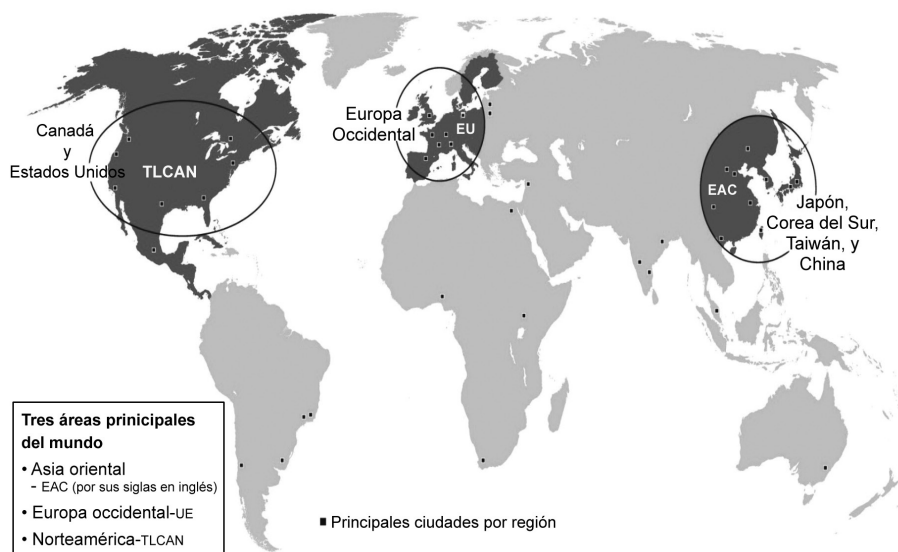 Canadá
y
Estados Unidos
TLCAN
Europa
Occidental
EU
EAC
Japón,
Corea del Sur,
Taiwán, y
China
Tres áreas prinicipales
del mundo
• Asia oriental
- EAC (por sus siglas en inglés)
• Europa occidental-UE
• Norteamérica-TLCAN
Principales ciudades por región